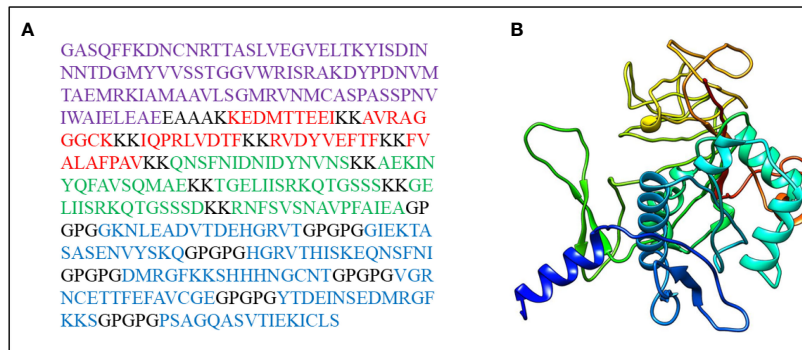 A
GASQFFKDNCNRTTASLVEGVELTKYISDIN
NNTDGMYVVSSTGGVWRISRAKDYPDNVM
TAEMRKIAMAAVLSGMRVNMCASPASSPNV
IWAIELEAEEAAAKKEDMTTEEIKKAVRAG
GGCKKKIQPRLVDTFKKRVDYVEFTFKKFV
ALAFPAVKKQNSFNIDNIDYNVNSKKAEKIN
YQFAVSQMAEKKTGELIISRKQTGSSSKKGE
LIISRKQTGSSSDKKRNFSVSNAVPFAIEAGP
GPGGKNLEADVTDEHGRVTGPGPGGIEKTA
SASENVYSKQGPGPGHGRVTHISKEQNSFNI
GPGPGDMRGFKKSHHHNGCNTGPGPGVGR
NCETTFEFAVCGEGPGPGYTDEINSEDMRGF
KKSGPGPGPSAGQASVTIEKICLS
B